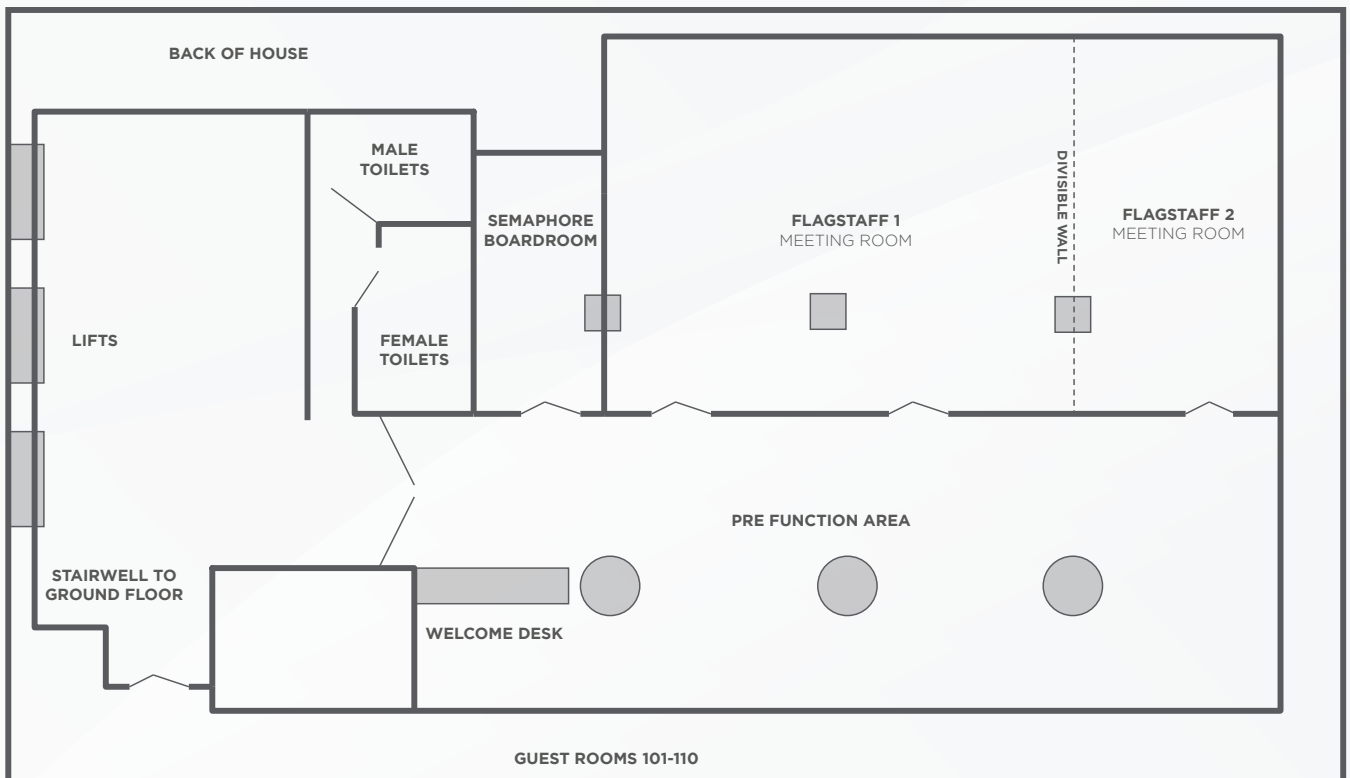 BACK OF HOUSE
MALE
TOILETS
SEMAPHORE
BOARDROOM
FLAGSTAFF 1
MEETING ROOM
DIVISIBLE WALL
FLAGSTAFF 2
MEETING ROOM
LIFTS
FEMALE
TOILETS
PRE FUNCTION AREA
STAIRWELL TO
GROUND FLOOR
WELCOME DESK
GUEST ROOMS 101-110